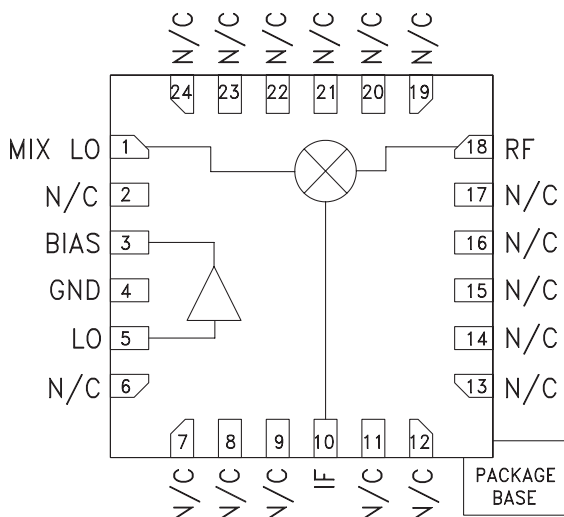 N/C N/C N/C N/C N/C N/C
24 23 22 21 20 19
MIX LO 1
18 RF
N/C 2
17 N/C
BIAS 3
16 N/C
GND 4
15 N/C
LO 5
14 N/C
N/C 6
13 N/C
7 8 9 10 11 12
N/C N/C N/C IF N/C N/C
PACKAGE
BASE